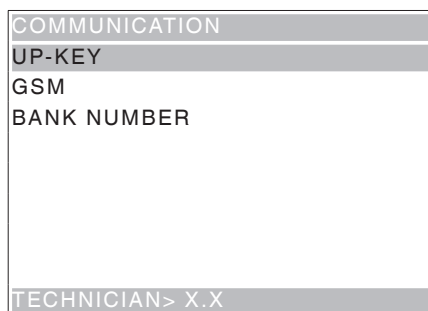 COMMUNICATION
UP-KEY
GSM
BANK NUMBER
TECHNICIAN> X.X